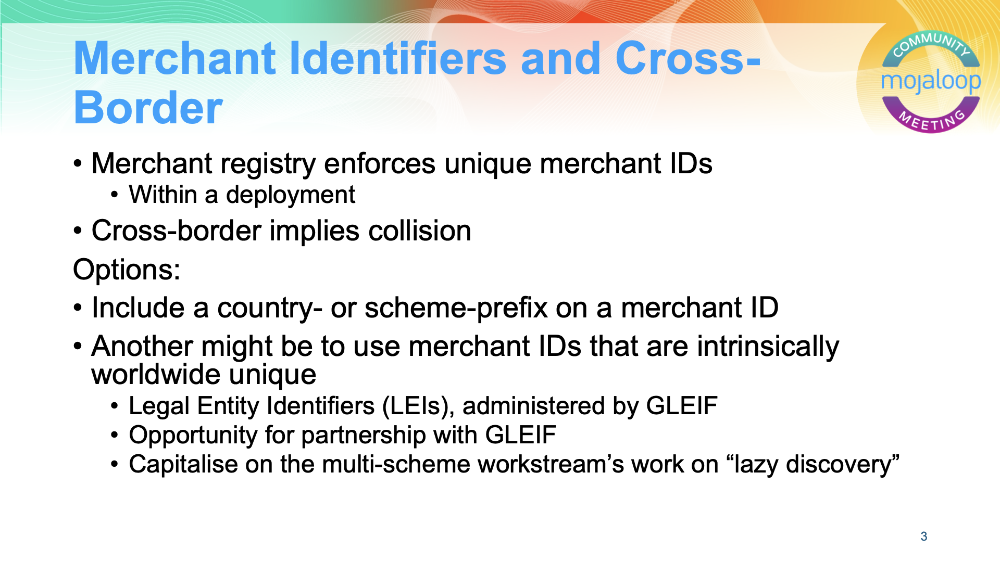 Merchant Identifiers and Cross-
Border
COMMUNITY
mojaloop
MEETING
• Merchant registry enforces unique merchant IDs
• Within a deployment
• Cross-border implies collision
Options:
• Include a country- or scheme-prefix on a merchant ID
• Another might be to use merchant IDs that are intrinsically
worldwide unique
• Legal Entity Identifiers (LEIs), administered by GLEIF
• Opportunity for partnership with GLEIF
• Capitalise on the multi-scheme workstream’s work on “lazy discovery”
3